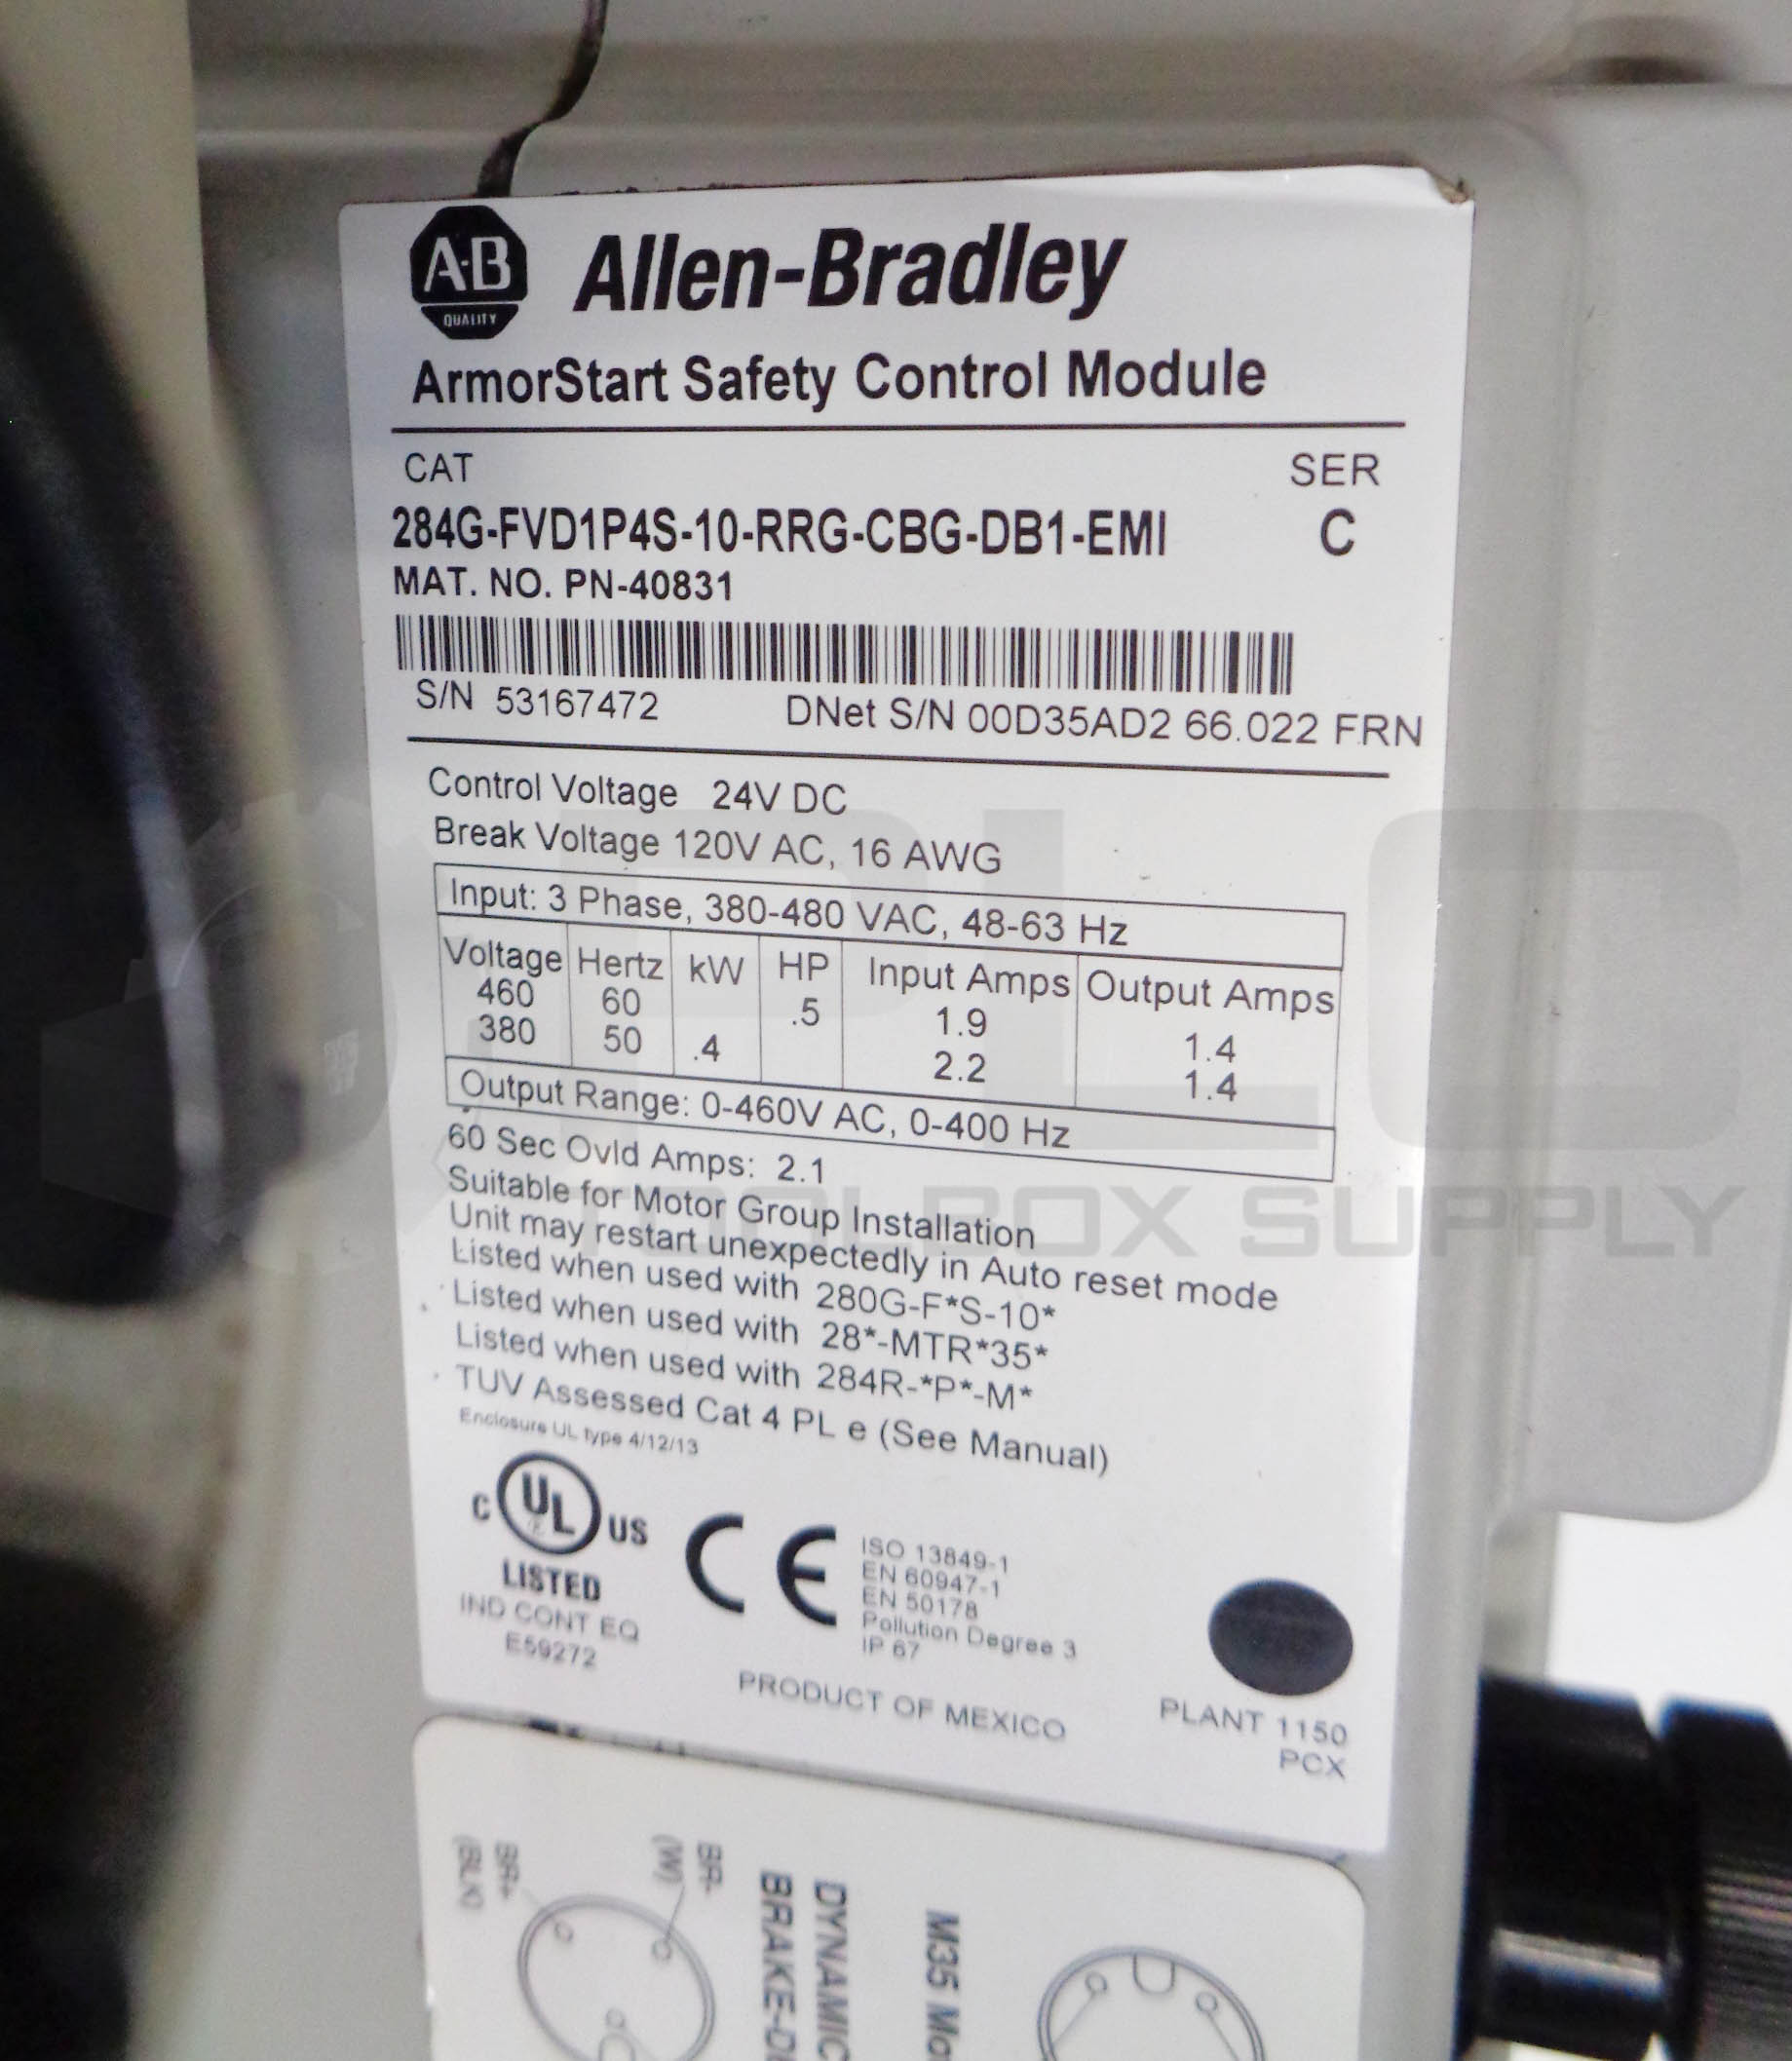 A-B
QUALITY
Allen-Bradley
ArmorStart Safety Control Module
CAT SER
284G-FVD1P4S-10-RRG-CBG-DB1-EMI C
MAT. NO. PN-40831
S/N 53167472 DNet S/N 00D35AD2 66.022 FRN
Control Voltage 24V DC
Break Voltage 120V AC, 16 AWG
Input: 3 Phase, 380-480 VAC, 48-63 Hz
Voltage Hertz kW HP Input Amps Output Amps
460 60 .5 1.9 1.4
380 50 .4 2.2 1.4
Output Range: 0-460V AC, 0-400 Hz
60 Sec Ovld Amps: 2.1
Suitable for Motor Group Installation
Unit may restart unexpectedly in Auto reset mode
Listed when used with 280G-F*S-10*
Listed when used with 28*-MTR*35*
Listed when used with 284R-*P*-M*
TUV Assessed Cat 4 PL e (See Manual)
Enclosure UL type 4/12/13
C UL US
LISTED
IND CONT EQ
E59272
CE
ISO 13849-1
EN 60947-1
EN 50178
Pollution Degree 3
IP 67
PRODUCT OF MEXICO
PLANT 1150
PCX
BR+
(BLK)
BR-
(W)
DYNAMIC
BRAKE-
M35
PLC
TOOLBOX SUPPLY